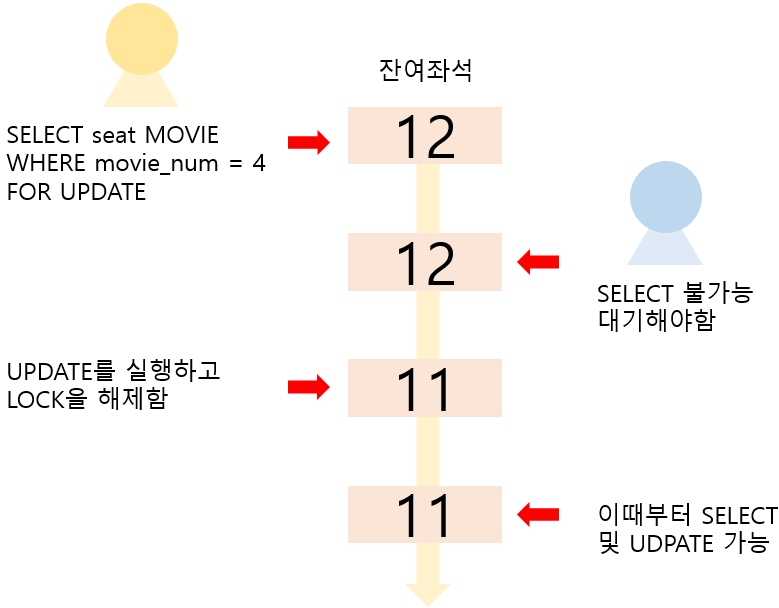 잔여좌석
SELECT seat MOVIE
WHERE movie_num = 4
FOR UPDATE
12
12
SELECT 불가능
대기해야함
UPDATE를 실행하고
LOCK을 해제함
11
11
이때부터 SELECT
및 UDPATE 가능